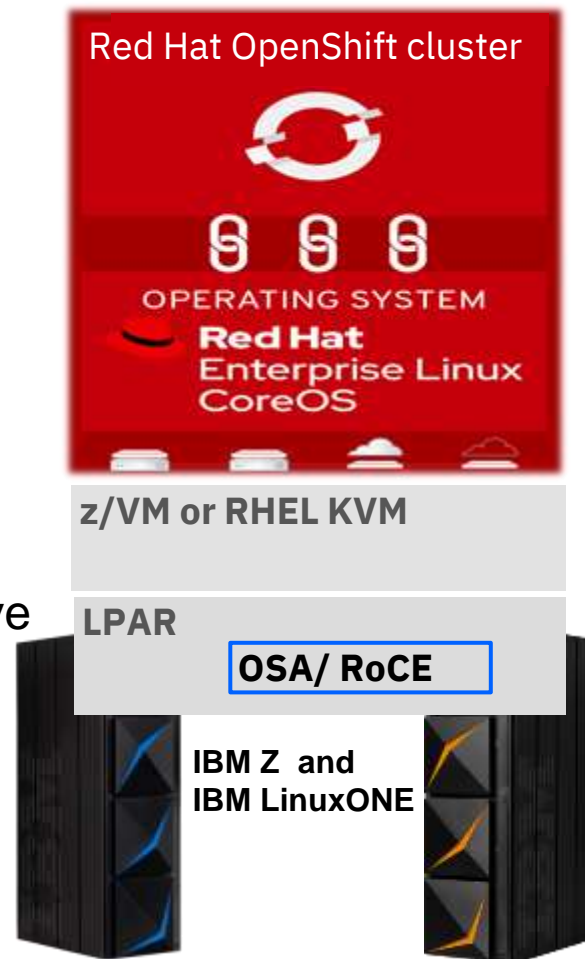 Red Hat OpenShift cluster
OPERATING SYSTEM
Red Hat
Enterprise Linux
CoreOS
z/VM or RHEL KVM
ve
LPAR
OSA/ RoCE
IBM Z and
IBM LinuxONE